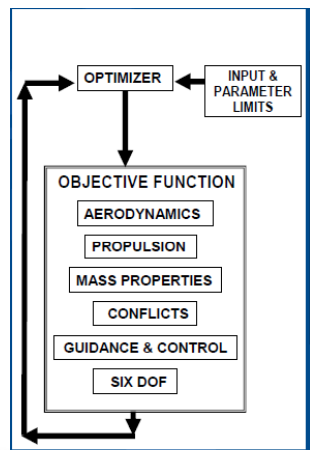 OPTIMIZER
INPUT &
PARAMETER
LIMITS
OBJECTIVE FUNCTION
AERODYNAMICS
PROPULSION
MASS PROPERTIES
CONFLICTS
GUIDANCE & CONTROL
SIX DOF